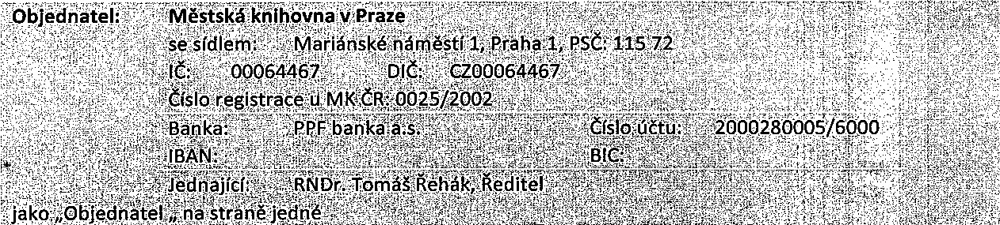 Objednatel: Městská knihovna v Praze
se sídlem: Mariánské náměstí 1, Praha 1, PSČ: 115 72
IČ: 00064467 DIČ: CZ00064467
Číslo registrace u MK ČR: 0025/2002
Banka: PPF banka a.s. Číslo účtu: 2000280005/6000
IBAN: BIC:
Jednající: RNDr. Tomáš Řehák, Ředitel
jako „Objednatel „ na straně jedné